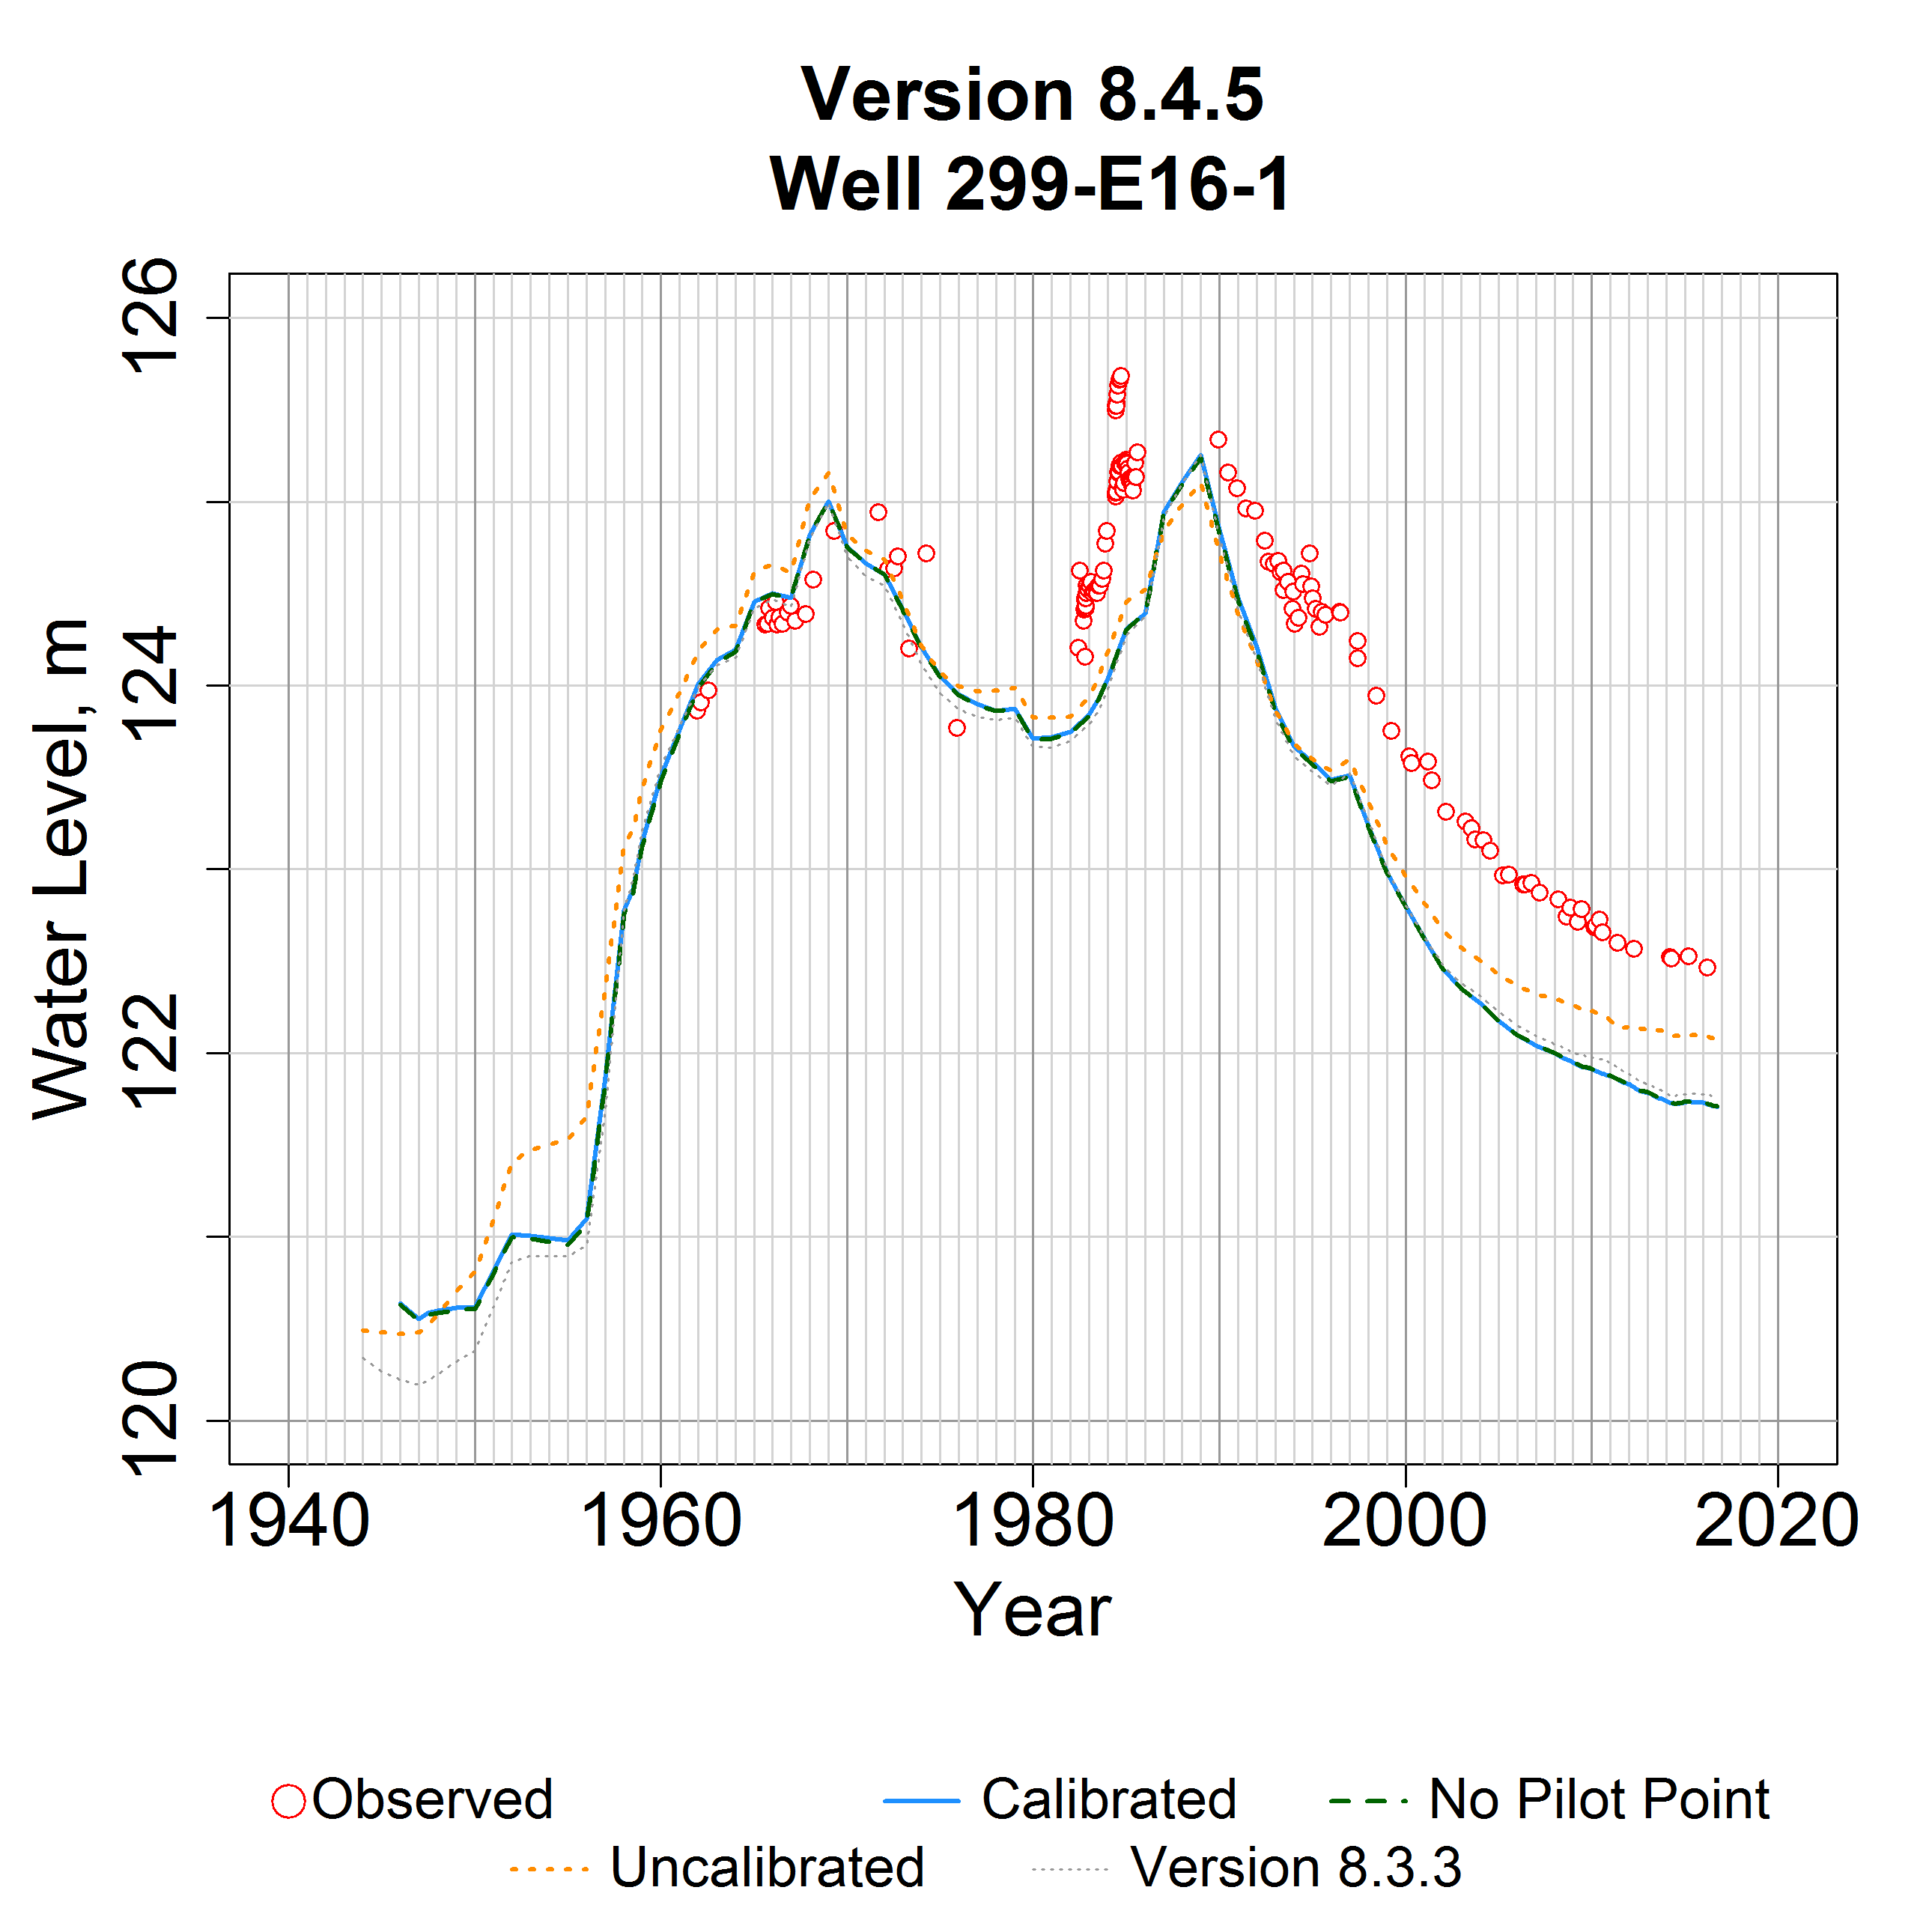 Version 8.4.5
Well 299-E16-1
126
124
122
120
Water Level, m
1940 1960 1980 2000 2020
Year
Observed Calibrated No Pilot Point
Uncalibrated Version 8.3.3